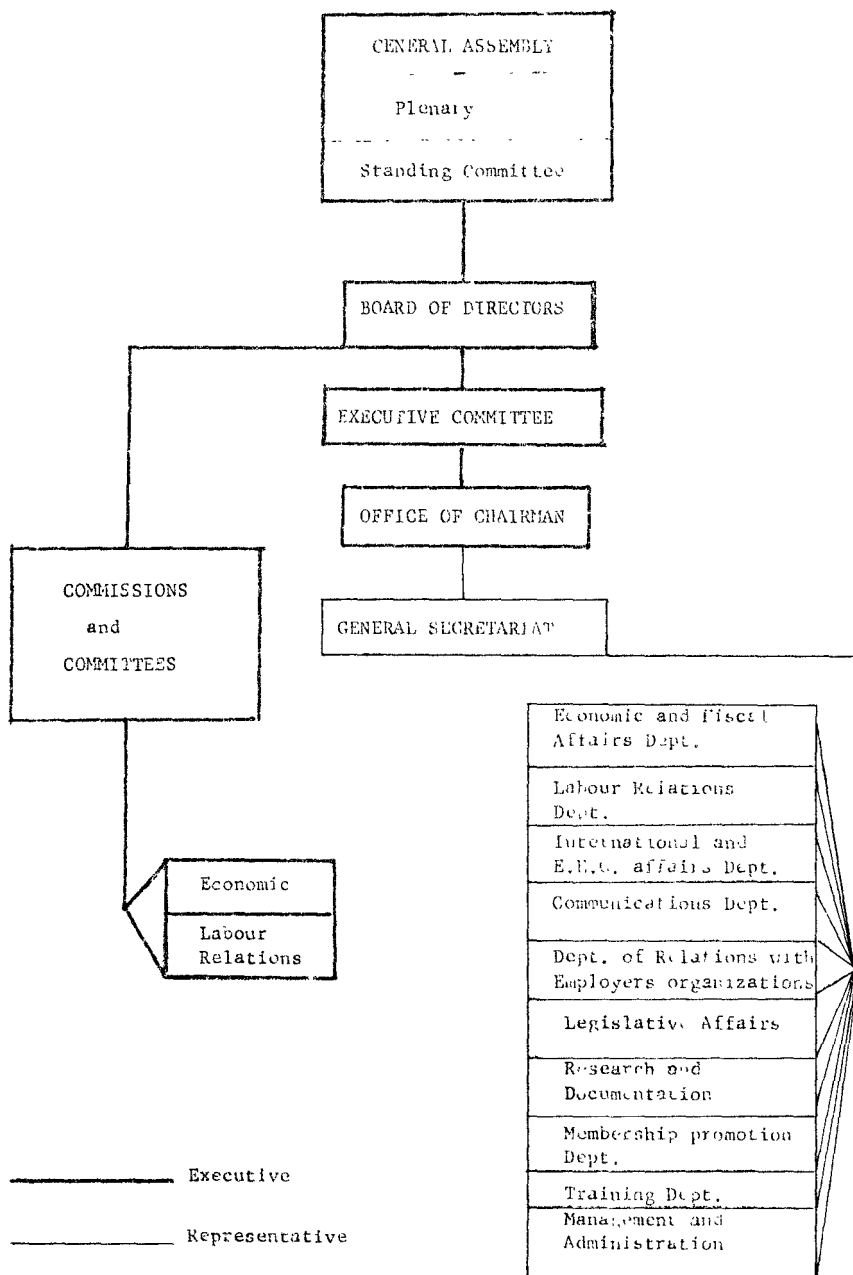 GENERAL ASSEMBLY
Plenary
Standing Committee
BOARD OF DIRECTORS
EXECUTIVE COMMITTEE
OFFICE OF CHAIRMAN
COMMISSIONS
and
COMMITTEES
GENERAL SECRETARIAT
Economic and Fiscal
Affairs Dept.
Labour Relations
Dept.
International and
E.E.C. affairs Dept.
Communications Dept.
Dept. of Relations with
Employers organizations
Legislative Affairs
Research and
Documentation
Membership promotion
Dept.
Training Dept.
Management and
Administration
Economic
Labour
Relations
Executive
Representative